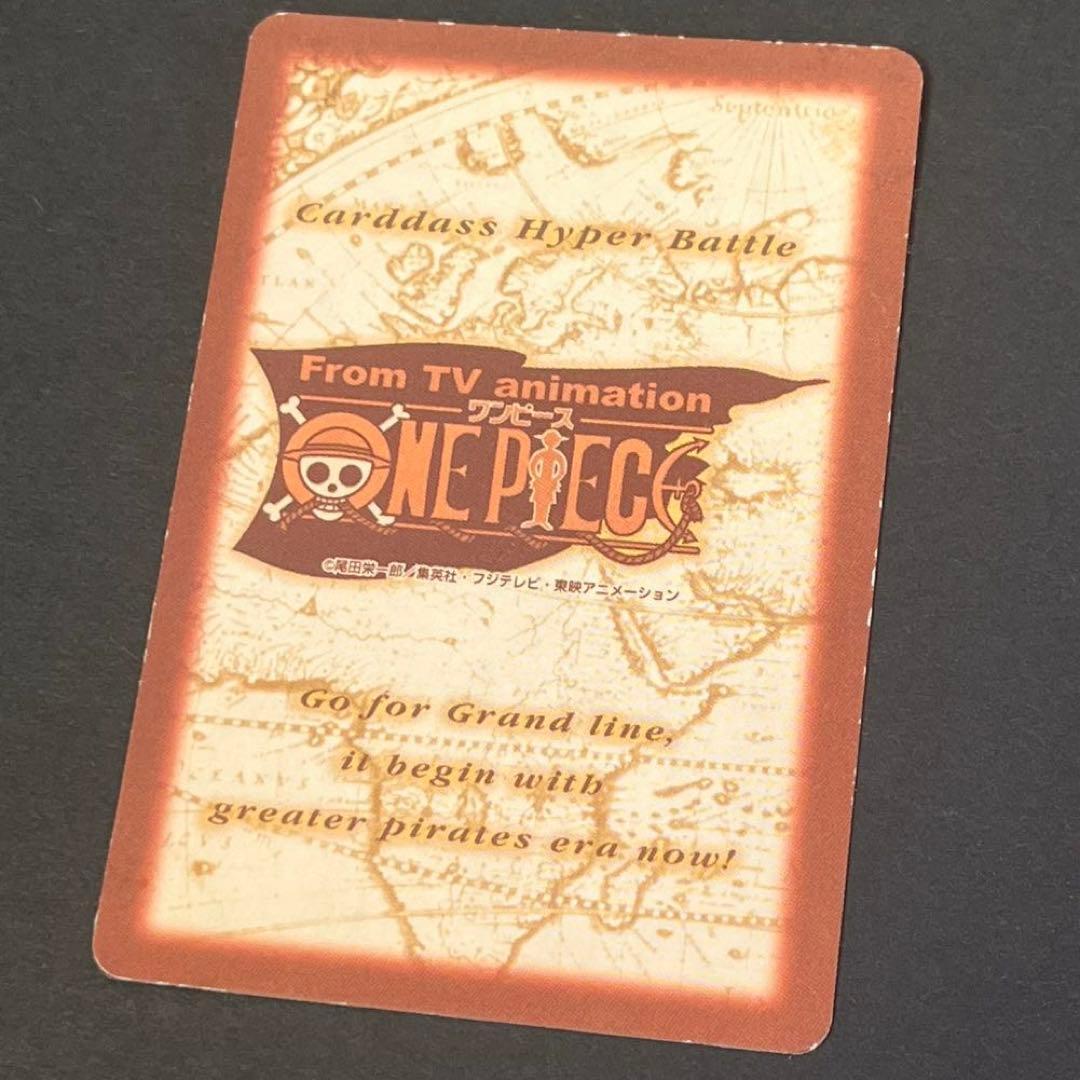 Septentrio
Carddass Hyper Battle
From TV animation
ワンピース
ONE PIECE
©尾田栄一郎/集英社・フジテレビ・東映アニメーション
Go for Grand line,
it begin with
greater pirates era now!